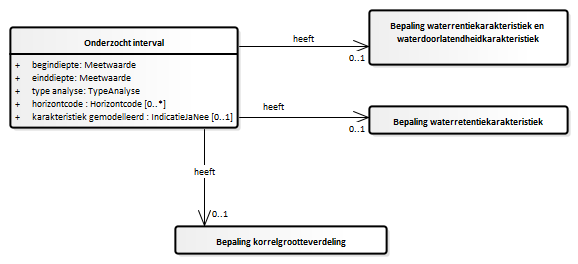 Onderzocht interval
+ begindiepte: Meetwaarde
+ einddiepte: Meetwaarde
+ type analyse: TypeAnalyse
+ horizontcode : Horizontcode [0..*]
+ karakteristiek gemodelleerd : IndicatieJaNee [0..1]
heeft
0..1
Bepaling waterrentiekarakteristiek en
waterdoorlatendheidkarakteristiek
heeft
0..1
Bepaling waterretentiekarakteristiek
heeft
0..1
Bepaling korrelgrootteverdeling